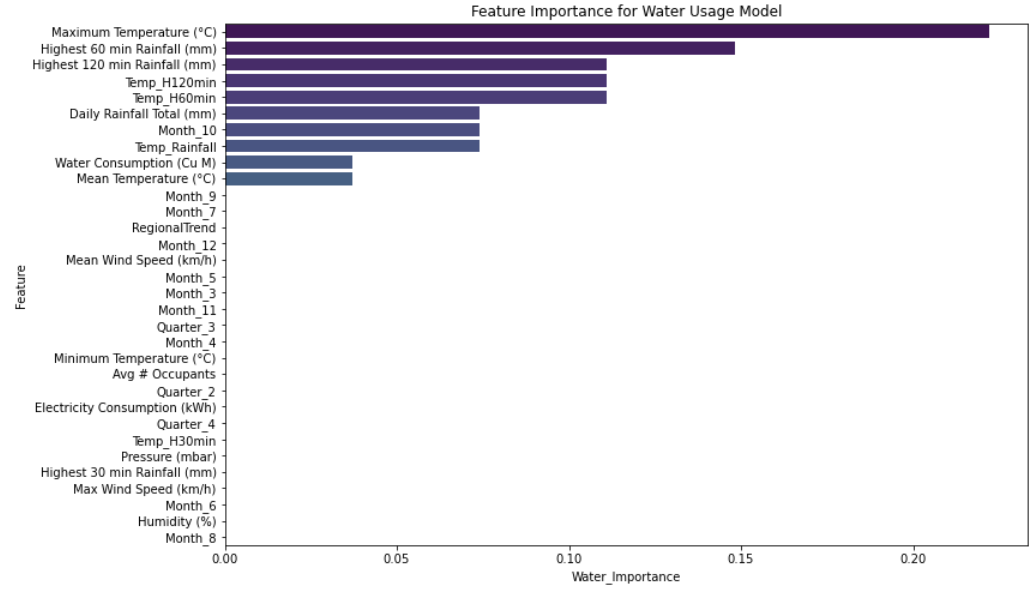 Feature Importance for Water Usage Model
Maximum Temperature (°C)
Highest 60 min Rainfall (mm)
Highest 120 min Rainfall (mm)
Temp_H120min
Temp_H60min
Daily Rainfall Total (mm)
Month_10
Temp_Rainfall
Water Consumption (Cu M)
Mean Temperature (°C)
Month_9
Month_7
RegionalTrend
Month_12
Mean Wind Speed (km/h)
Month_5
Month_3
Month_11
Quarter_3
Month_4
Minimum Temperature (°C)
Avg # Occupants
Quarter_2
Electricity Consumption (kWh)
Quarter_4
Temp_H30min
Pressure (mbar)
Highest 30 min Rainfall (mm)
Max Wind Speed (km/h)
Month_6
Humidity (%)
Month_8
Feature
0.00 0.05 0.10 0.15 0.20
Water_Importance